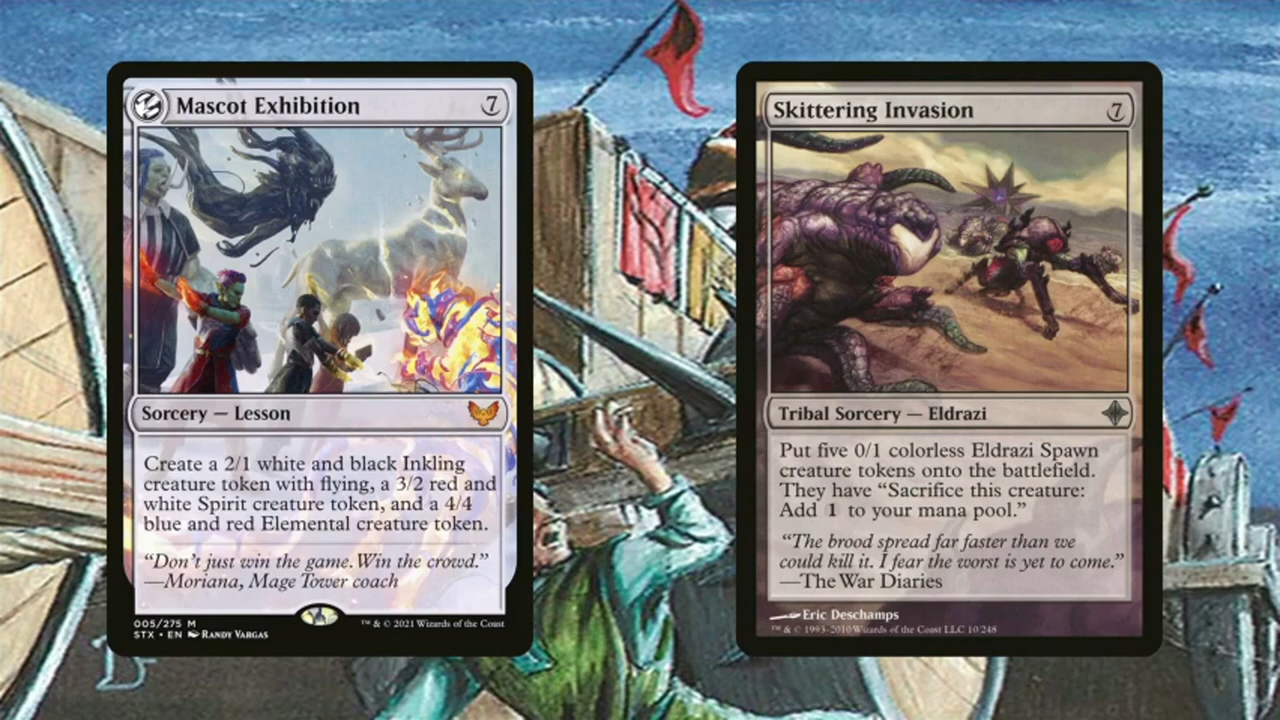 Mascot Exhibition 7
Sorcery — Lesson
Create a 2/1 white and black Inkling
creature token with flying, a 3/2 red and
white Spirit creature token, and a 4/4
blue and red Elemental creature token.
“Don’t just win the game. Win the crowd.”
—Moriana, Mage Tower coach
005/275 M
STX • EN Randy Vargas
™ & © 2021 Wizards of the Coast
Skittering Invasion 7
Tribal Sorcery — Eldrazi
Put five 0/1 colorless Eldrazi Spawn
creature tokens onto the battlefield.
They have “Sacrifice this creature:
Add 1 to your mana pool.”
“The brood spread far faster than we
could kill it. I fear the worst is yet to come.”
—The War Diaries
Eric Deschamps
™ & © 1993–2010 Wizards of the Coast LLC 10/248